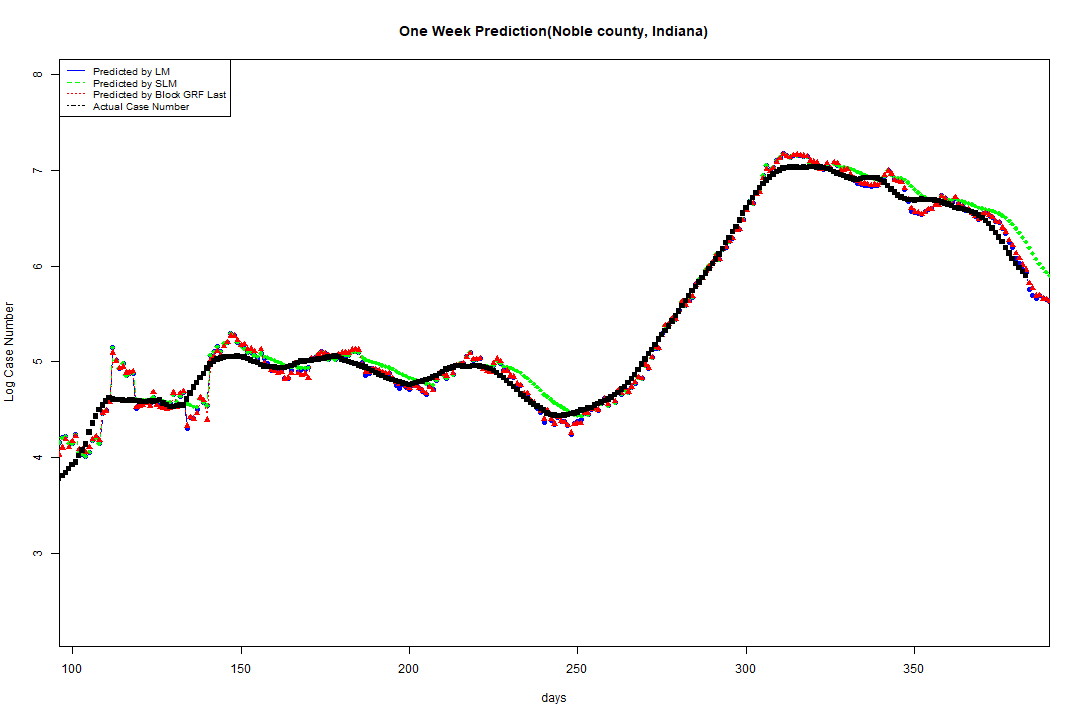 One Week Prediction(Noble county, Indiana)
Predicted by LM
Predicted by SLM
Predicted by Block GRF Last
Actual Case Number
8
7
6
5
4
3
Log Case Number
100 150 200 250 300 350
days